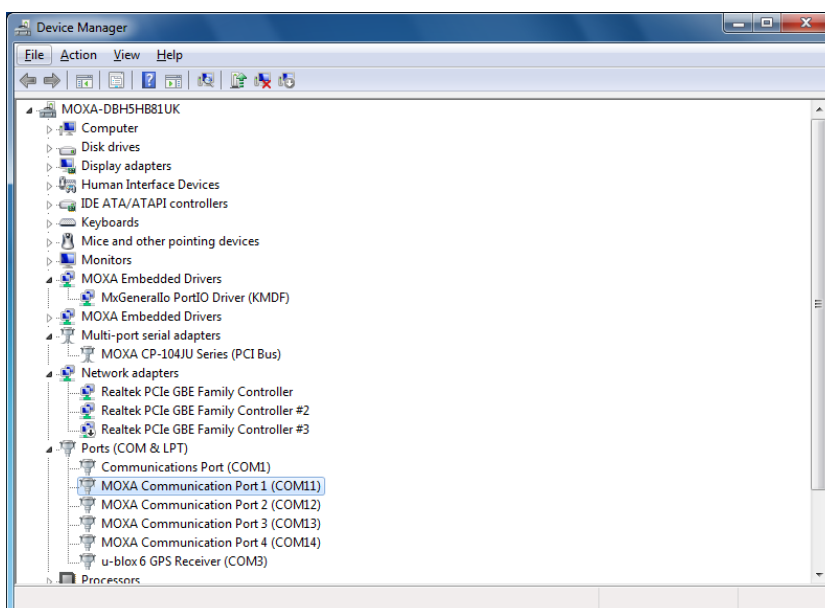 Device Manager
File Action View Help
MOXA-DBH5HB81UK
Computer
Disk drives
Display adapters
Human Interface Devices
IDE ATA/ATAPI controllers
Keyboards
Mice and other pointing devices
Monitors
MOXA Embedded Drivers
MxGeneralIo PortIO Driver (KMDF)
MOXA Embedded Drivers
Multi-port serial adapters
MOXA CP-104JU Series (PCI Bus)
Network adapters
Realtek PCIe GBE Family Controller
Realtek PCIe GBE Family Controller #2
Realtek PCIe GBE Family Controller #3
Ports (COM & LPT)
Communications Port (COM1)
MOXA Communication Port 1 (COM11)
MOXA Communication Port 2 (COM12)
MOXA Communication Port 3 (COM13)
MOXA Communication Port 4 (COM14)
u-blox 6 GPS Receiver (COM3)
Processors